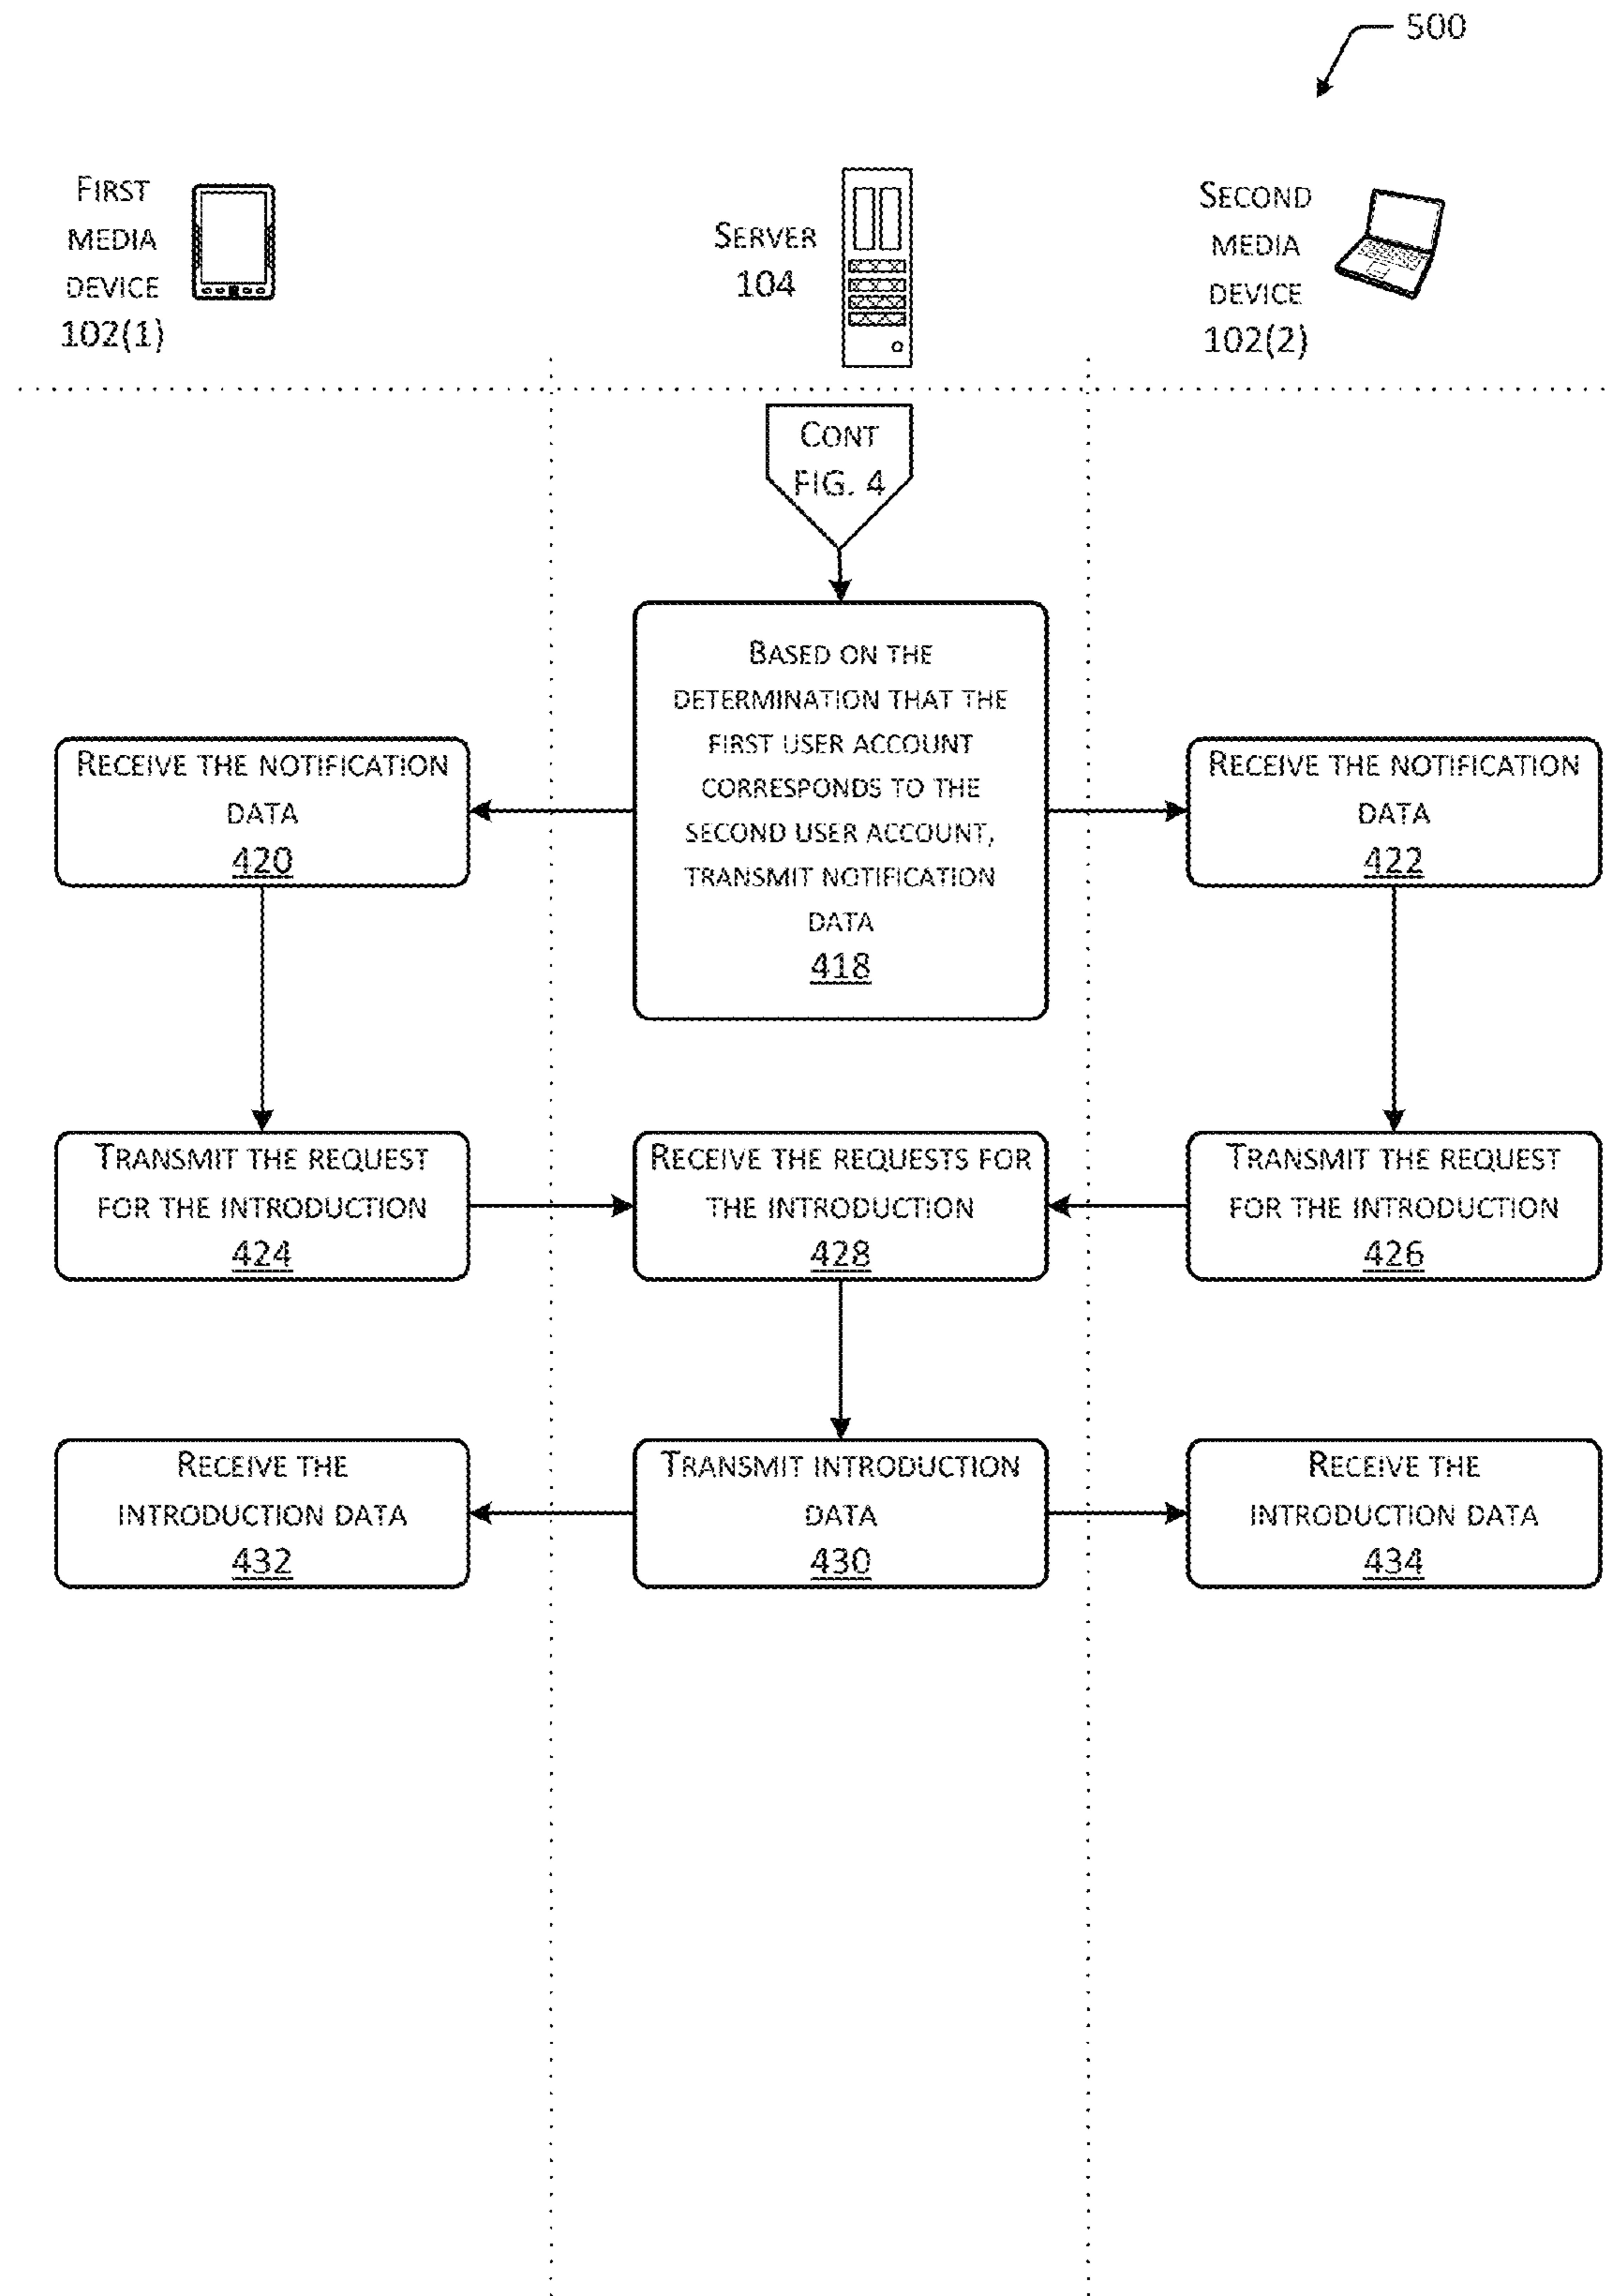 500
First
media
device
102(1)
Server
104
Second
media
device
102(2)
Cont
FIG. 4
Based on the
determination that the
first user account
corresponds to the
second user account,
transmit notification
data
418
Receive the notification
data
420
Receive the notification
data
422
Transmit the request
for the introduction
424
Receive the requests for
the introduction
428
Transmit the request
for the introduction
426
Receive the
introduction data
432
Transmit introduction
data
430
Receive the
introduction data
434